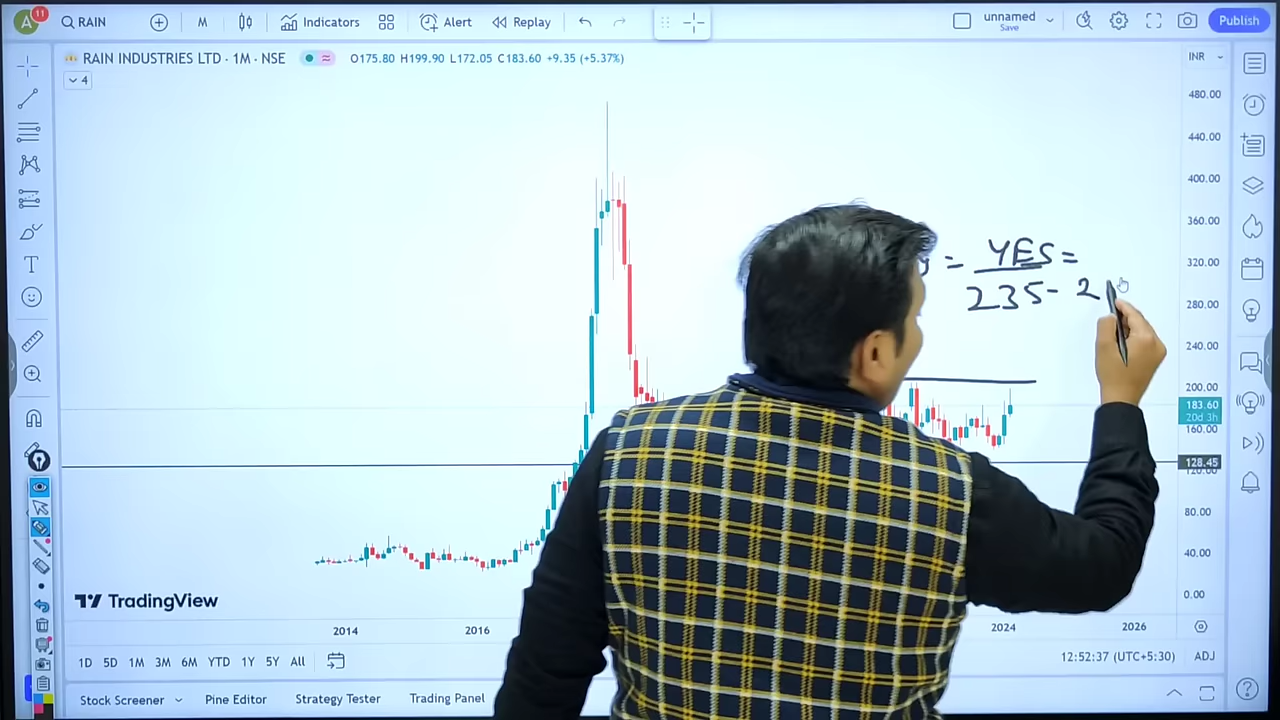 A
11
RAIN
M
Indicators
Alert
Replay
unnamed
Save
Publish
RAIN INDUSTRIES LTD · 1M · NSE
O175.80 H199.90 L172.05 C183.60 +9.35 (+5.37%)
INR
4
480.00
440.00
400.00
360.00
320.00
280.00
240.00
200.00
183.60
20d 3h
160.00
128.45
120.00
80.00
40.00
0.00
= YES =
235- 2
TradingView
2014
2016
2024
2026
1D 5D 1M 3M 6M YTD 1Y 5Y All
12:52:37 (UTC+5:30)
ADJ
Stock Screener
Pine Editor
Strategy Tester
Trading Panel